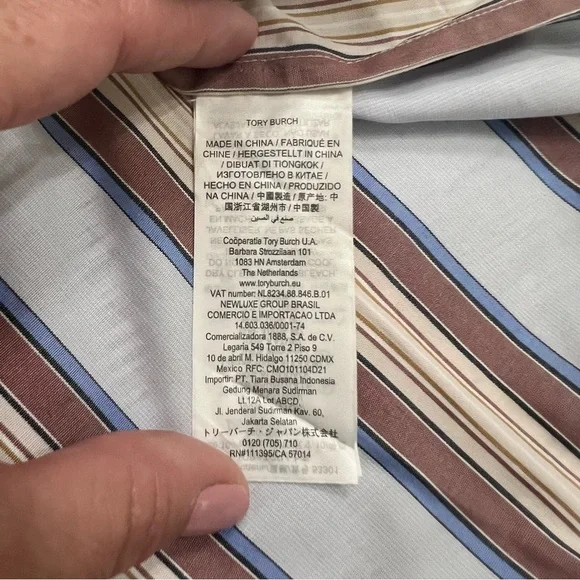 TORY BURCH
MADE IN CHINA / FABRIQUÉ EN
CHINE / HERGESTELLT IN CHINA
/ DIBUAT DI TIONGKOK /
ИЗГОТОВЛЕНО В КИТАЕ /
HECHO EN CHINA / PRODUZIDO
NA CHINA / 中國製造 / 原产地: 中
国浙江省湖州市 / 中国製
صنع في الصين
Coöperatie Tory Burch U.A.
Barbara Strozzilaan 101
1083 HN Amsterdam
The Netherlands
www.toryburch.eu
VAT number: NL8234.88.846.B.01
NEWLUXE GROUP BRASIL
COMERCIO E IMPORTACAO LTDA
14.603.036/0001-74
Comercializadora 1888, S.A. de C.V.
Legaria 549 Torre 2 Piso 9
10 de abril M. Hidalgo 11250 CDMX
Mexico RFC: CMO101104D21
Importir: PT. Tiara Busana Indonesia
Gedung Menara Sudirman
Lt.12A Lot ABCD,
Jl. Jenderal Sudirman Kav. 60,
Jakarta Selatan
トリーバーチ・ジャパン株式会社
0120 (705) 710
RN#111395/CA 57014